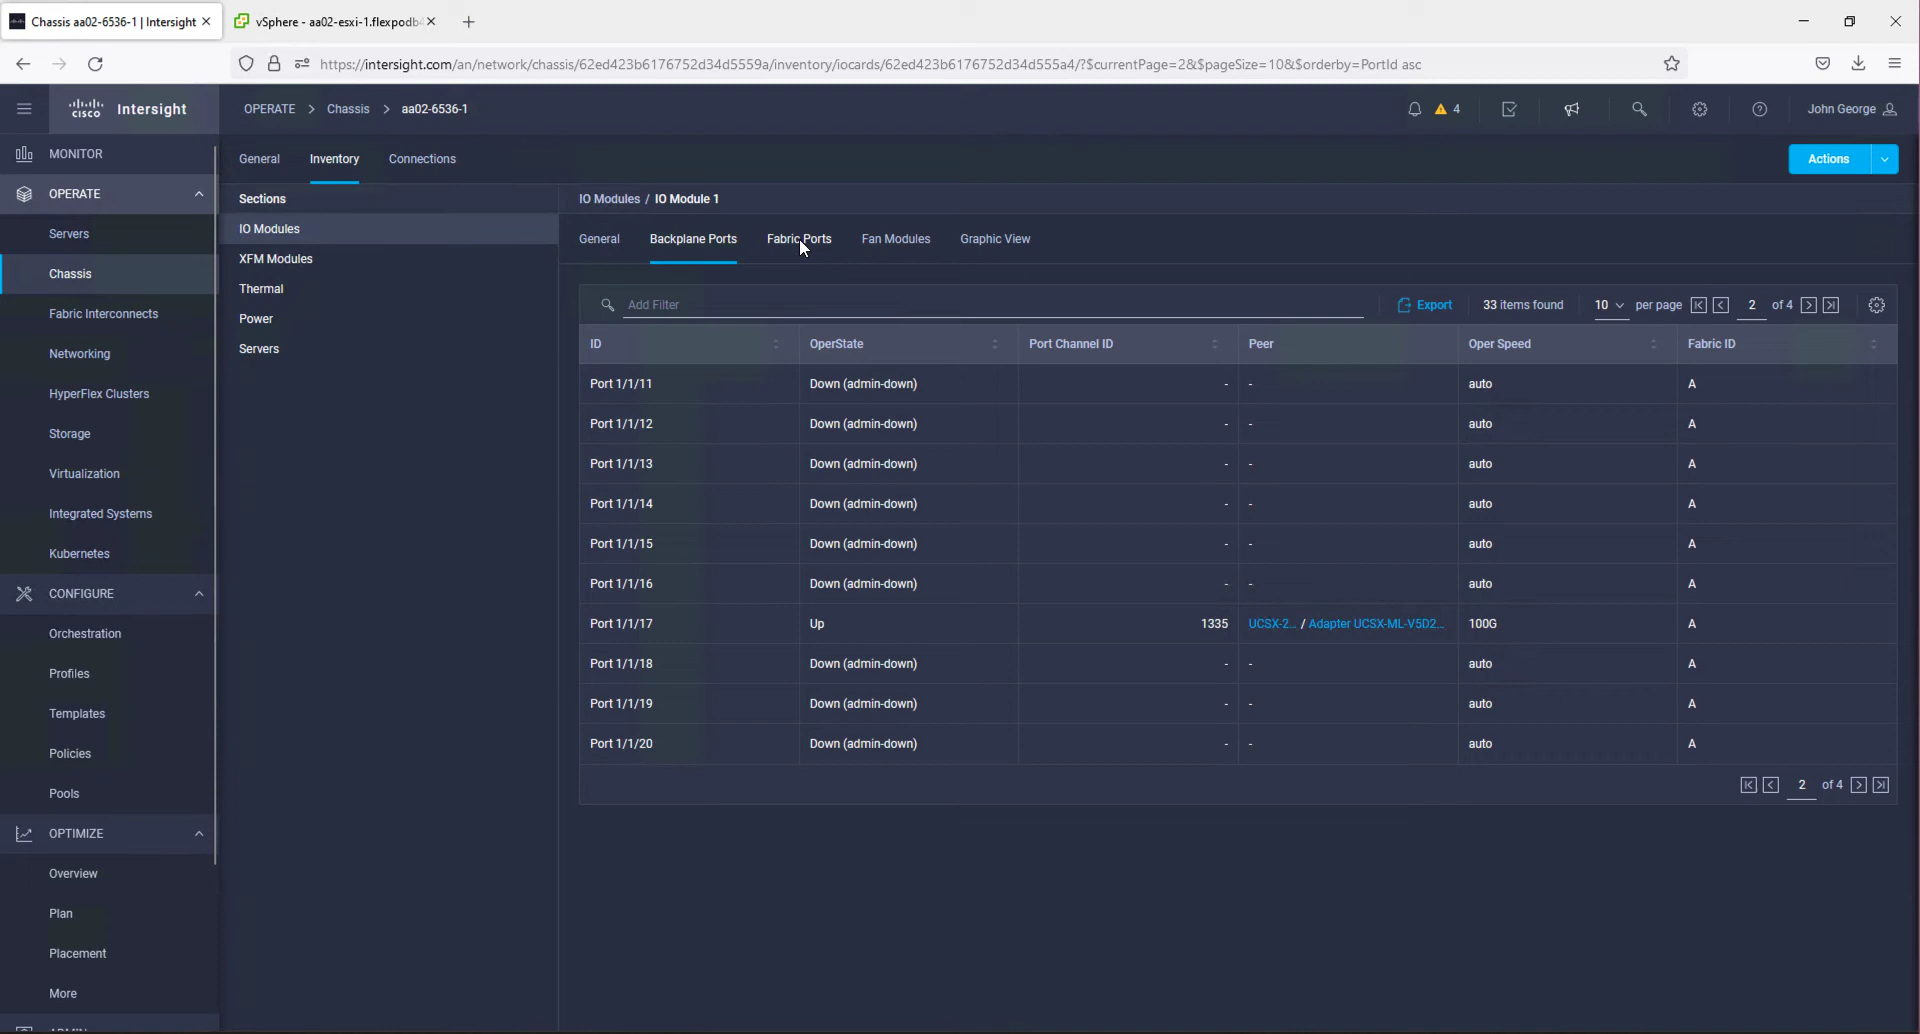 Chassis aa02-6536-1 | Intersight
vSphere - aa02-esxi-1.flexpodb4
https://intersight.com/an/network/chassis/62ed423b6176752d34d5559a/inventory/iocards/62ed423b6176752d34d555a4/?$currentPage=2&$pageSize=10&$orderby=PortId asc
cisco Intersight
OPERATE > Chassis > aa02-6536-1
4
John George
MONITOR
OPERATE
Servers
Chassis
Fabric Interconnects
Networking
HyperFlex Clusters
Storage
Virtualization
Integrated Systems
Kubernetes
CONFIGURE
Orchestration
Profiles
Templates
Policies
Pools
OPTIMIZE
Overview
Plan
Placement
More
ADMIN
General Inventory Connections
Actions
Sections
IO Modules
XFM Modules
Thermal
Power
Servers
IO Modules / IO Module 1
General Backplane Ports Fabric Ports Fan Modules Graphic View
Add Filter Export 33 items found 10 per page 2 of 4
ID OperState Port Channel ID Peer Oper Speed Fabric ID
Port 1/1/11 Down (admin-down) - - auto A
Port 1/1/12 Down (admin-down) - - auto A
Port 1/1/13 Down (admin-down) - - auto A
Port 1/1/14 Down (admin-down) - - auto A
Port 1/1/15 Down (admin-down) - - auto A
Port 1/1/16 Down (admin-down) - - auto A
Port 1/1/17 Up 1335 UCSX-2... / Adapter UCSX-ML-V5D2... 100G A
Port 1/1/18 Down (admin-down) - - auto A
Port 1/1/19 Down (admin-down) - - auto A
Port 1/1/20 Down (admin-down) - - auto A
2 of 4